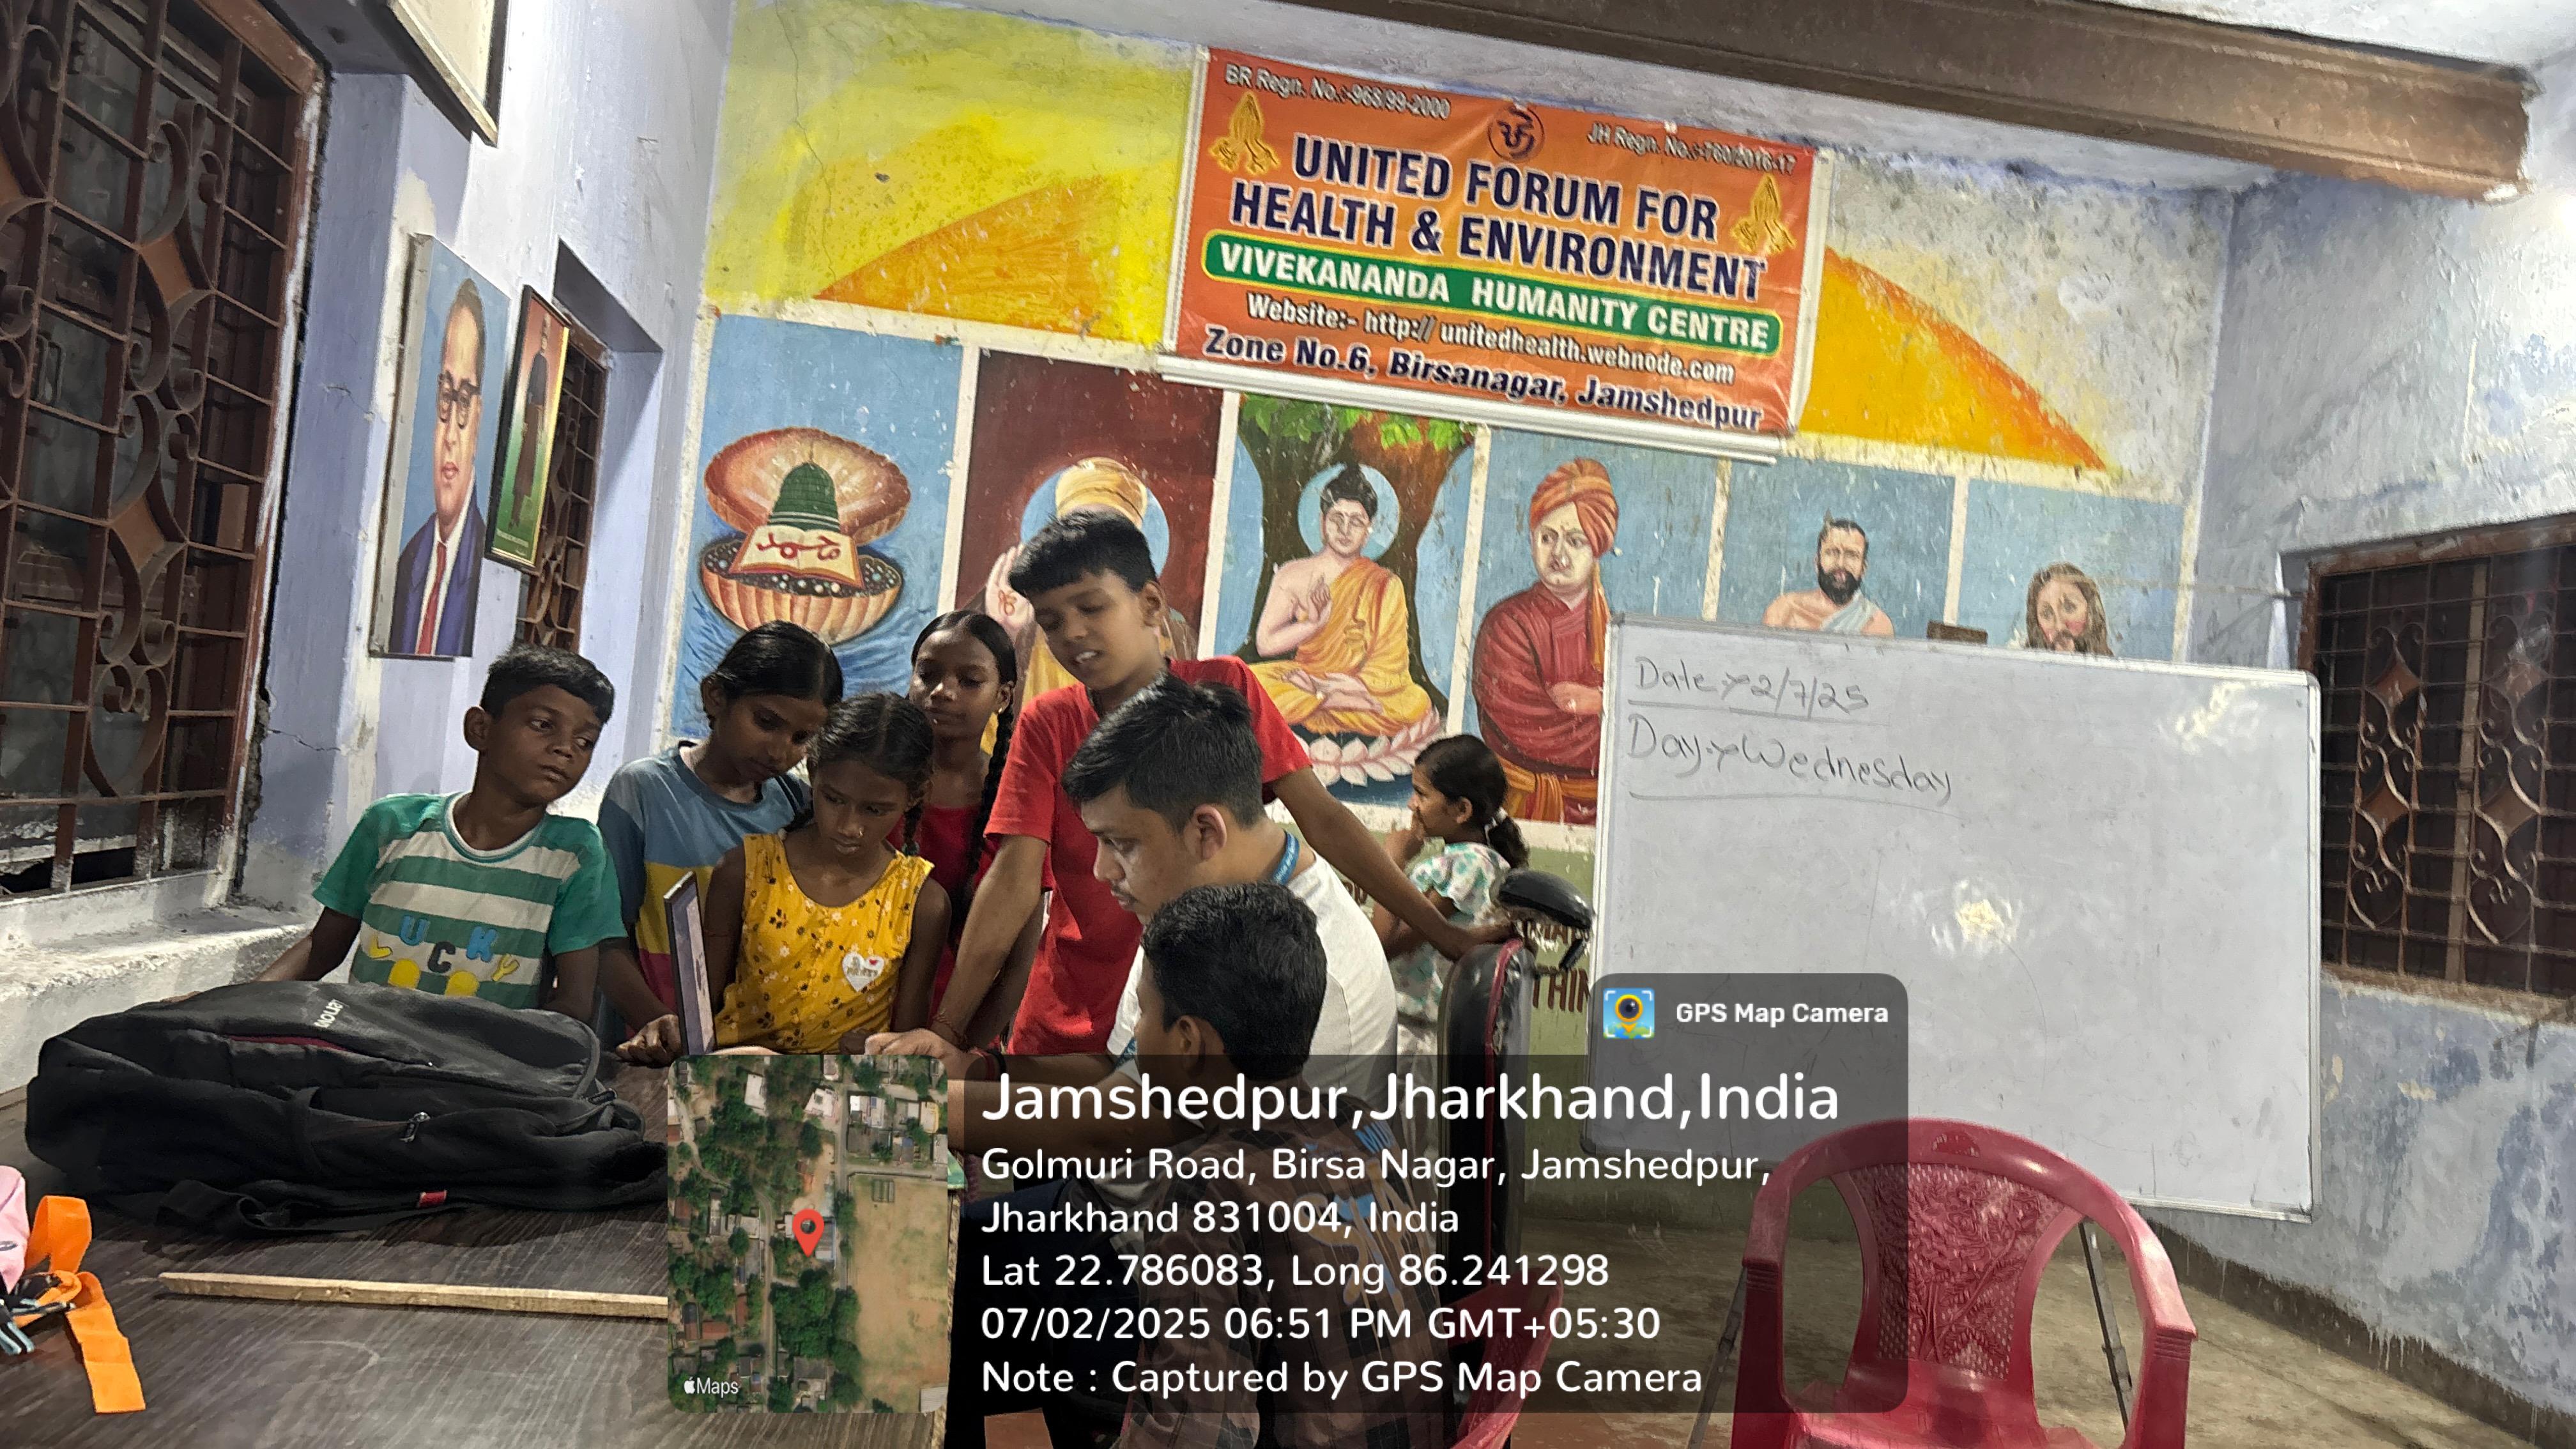 BR Regn. No.:-963/99-2000
JH Regn. No.:-760/2016-17
UNITED FORUM FOR
HEALTH & ENVIRONMENT
VIVEKANANDA HUMANITY CENTRE
Website:- http:// unitedhealth.webnode.com
Zone No.6, Birsanagar, Jamshedpur
Date:-2/7/25
Day:-Wednesday
LUCKY
GPS Map Camera
Jamshedpur,Jharkhand,India
Golmuri Road, Birsa Nagar, Jamshedpur,
Jharkhand 831004, India
Lat 22.786083, Long 86.241298
07/02/2025 06:51 PM GMT+05:30
Note : Captured by GPS Map Camera
Maps